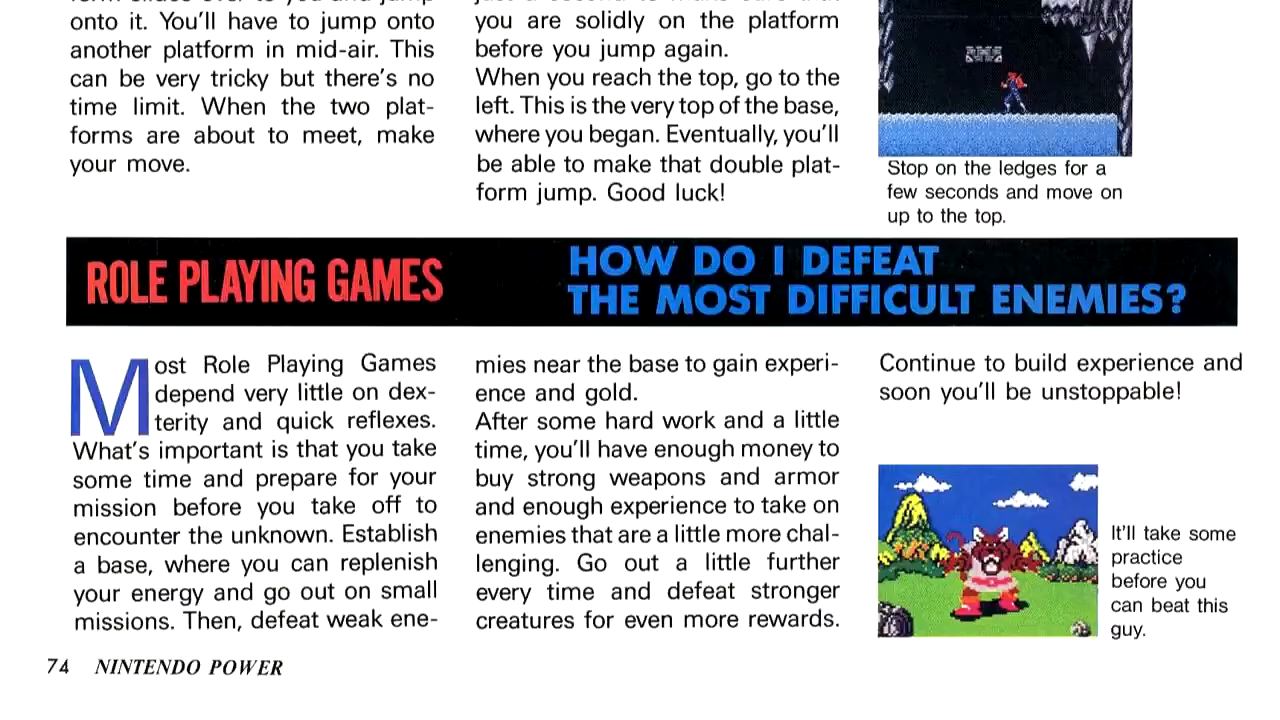 onto it. You'll have to jump onto
another platform in mid-air. This
can be very tricky but there's no
time limit. When the two plat-
forms are about to meet, make
your move.
you are solidly on the platform
before you jump again.
When you reach the top, go to the
left. This is the very top of the base,
where you began. Eventually, you'll
be able to make that double plat-
form jump. Good luck!
Stop on the ledges for a
few seconds and move on
up to the top.
ROLE PLAYING GAMES
HOW DO I DEFEAT
THE MOST DIFFICULT ENEMIES?
Most Role Playing Games
depend very little on dex-
terity and quick reflexes.
What's important is that you take
some time and prepare for your
mission before you take off to
encounter the unknown. Establish
a base, where you can replenish
your energy and go out on small
missions. Then, defeat weak ene-
mies near the base to gain experi-
ence and gold.
After some hard work and a little
time, you'll have enough money to
buy strong weapons and armor
and enough experience to take on
enemies that are a little more chal-
lenging. Go out a little further
every time and defeat stronger
creatures for even more rewards.
Continue to build experience and
soon you'll be unstoppable!
It'll take some
practice
before you
can beat this
guy.
74 NINTENDO POWER